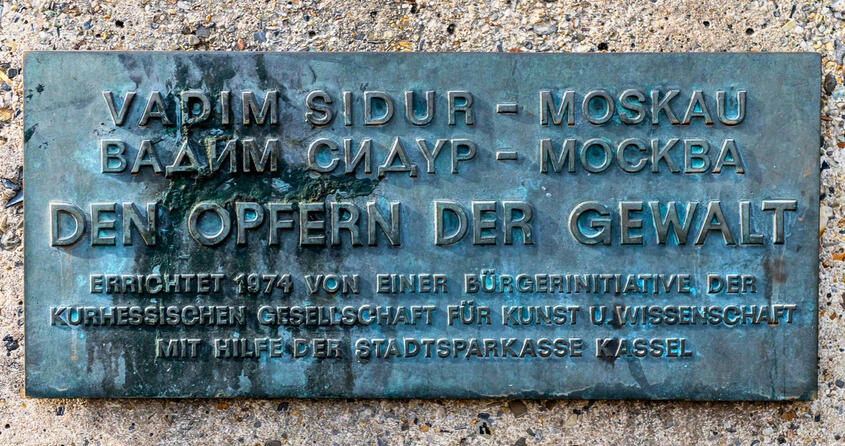 VADIM SIDUR – MOSKAU
ВАДИМ СИДУР – МОСКВА
DEN OPFERN DER GEWALT
ERRICHTET 1974 VON EINER BÜRGERINITIATIVE DER
KURHESSISCHEN GESELLSCHAFT FÜR KUNST U. WISSENSCHAFT
MIT HILFE DER STADTSPARKASSE KASSEL